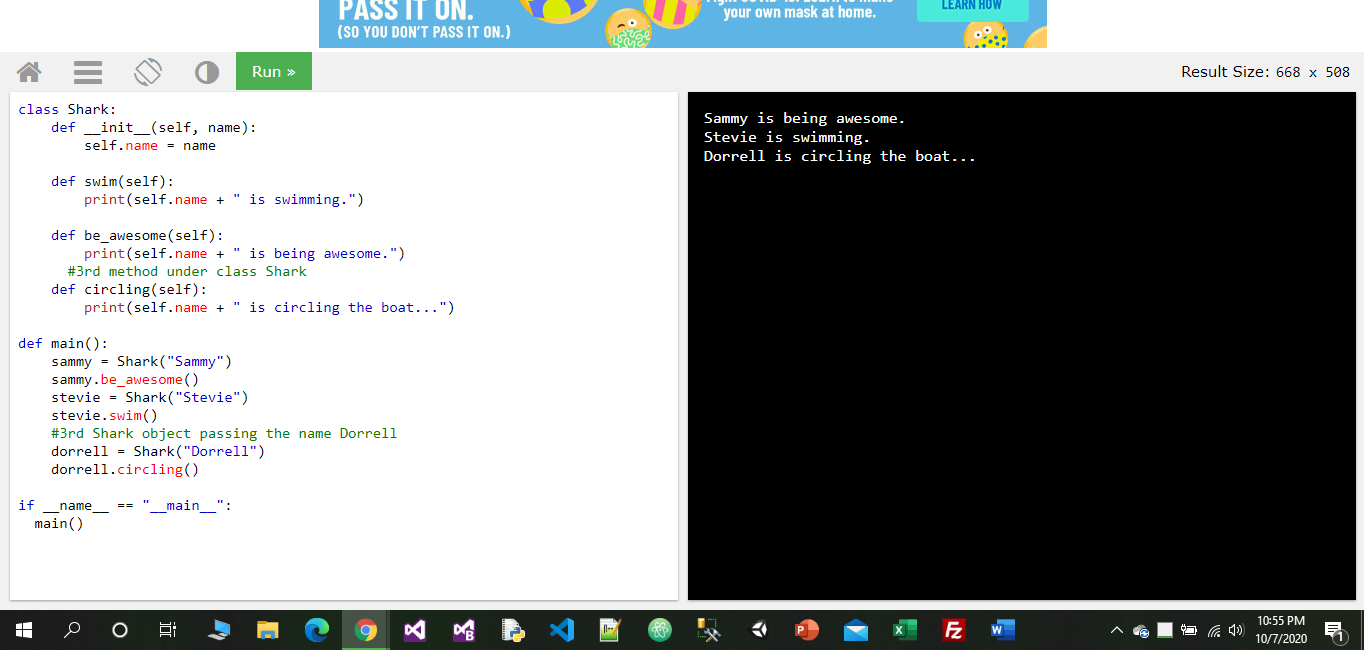 PASS IT ON.
(SO YOU DON'T PASS IT ON.)
your own mask at home.
LEARN HOW
Run »
Result Size: 668 x 508
class Shark:
    def __init__(self, name):
        self.name = name
    def swim(self):
        print(self.name + " is swimming.")
    def be_awesome(self):
        print(self.name + " is being awesome.")
      #3rd method under class Shark
    def circling(self):
        print(self.name + " is circling the boat...")
def main():
    sammy = Shark("Sammy")
    sammy.be_awesome()
    stevie = Shark("Stevie")
    stevie.swim()
    #3rd Shark object passing the name Dorrell
    dorrell = Shark("Dorrell")
    dorrell.circling()
if __name__ == "__main__":
  main()
Sammy is being awesome.
Stevie is swimming.
Dorrell is circling the boat...
10:55 PM
10/7/2020
1